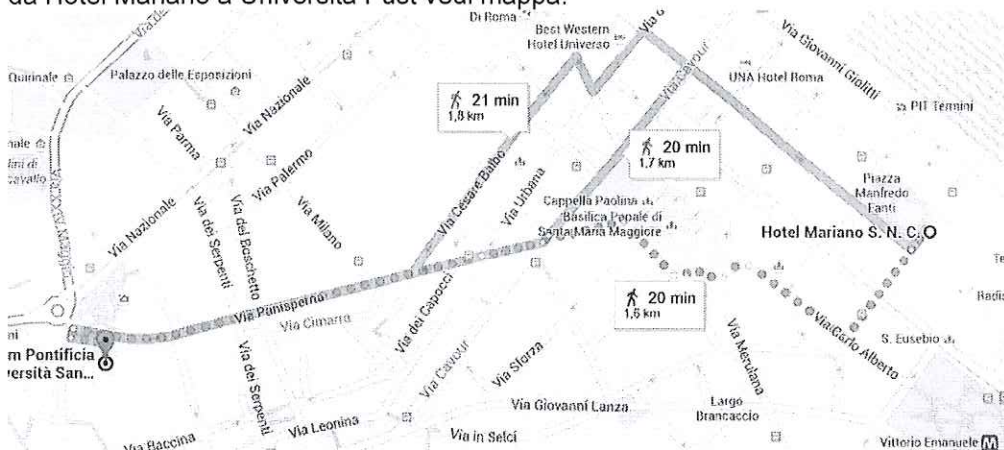 da Hotel Mariano a Università Pust vedi mappa:
Di Roma
Best Western
Hotel Universo
Via Giovanni Giolitti
Quirinale
Palazzo delle Esposizioni
Via Nazionale
Via Cavour
UNA Hotel Roma
PIT Termini
21 min
1,8 km
20 min
1,7 km
Via Parma
Via Palermo
Via Cesare Balbo
Via Urbana
Piazza
Manfredo
Fanti
Cappella Paolina
Basilica Papale di
Santa Maria Maggiore
Hotel Mariano S. N. C.
Via Nazionale
Via dei Serpenti
Via del Boschetto
Via Milano
20 min
1,6 km
Via Panisperna
Via Cimarra
Via dei Capocci
Via Merulana
Via Carlo Alberto
S. Eusebio
m Pontificia
versità San...
Via dei Serpenti
Via Cavour
Via Sforza
Via Giovanni Lanza
Largo
Brancaccio
Via Baccina
Via Leonina
Via in Selci
Vittorio Emanuele M